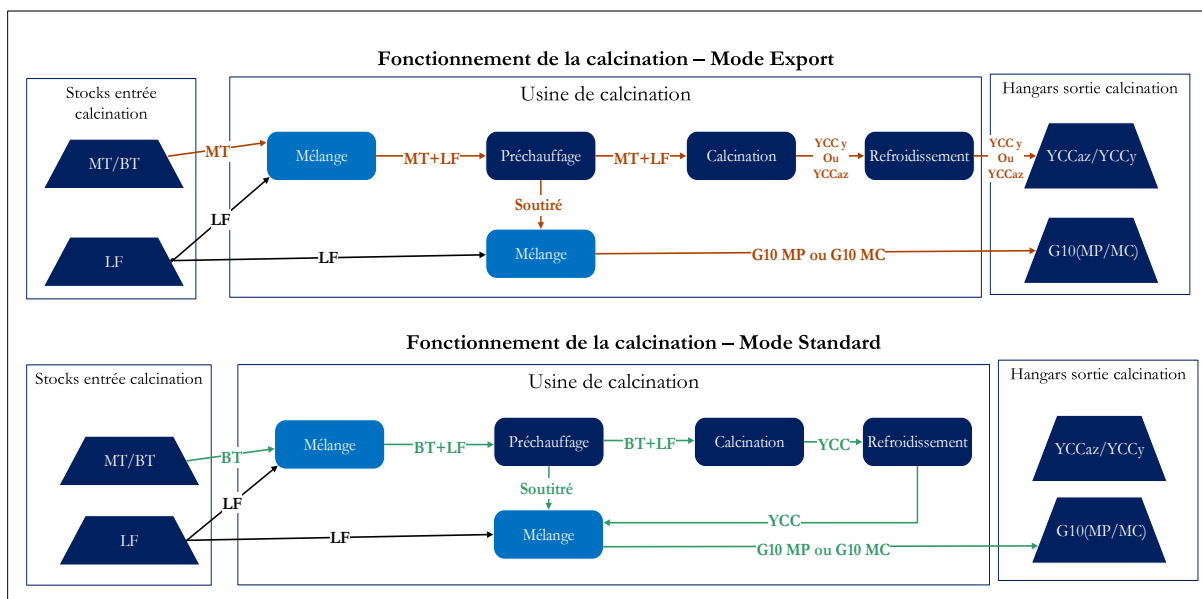 Fonctionnement de la calcination – Mode Export
Stocks entrée
calcination
Usine de calcination
Hangars sortie calcination
MT/BT
MT
Mélange
MT+LF
Préchauffage
MT+LF
Calcination
YCC y
Ou
YCCaz
Refroidissement
YCC y
Ou
YCCaz
YCCaz/YCCy
LF
Soutiré
LF
LF
Mélange
G10 MP ou G10 MC
G10(MP/MC)
Fonctionnement de la calcination – Mode Standard
Stocks entrée calcination
Usine de calcination
Hangars sortie calcination
MT/BT
BT
Mélange
BT+LF
Préchauffage
BT+LF
Calcination
YCC
Refroidissement
YCCaz/YCCy
LF
Soutitré
LF
LF
Mélange
YCC
G10 MP ou G10 MC
G10(MP/MC)